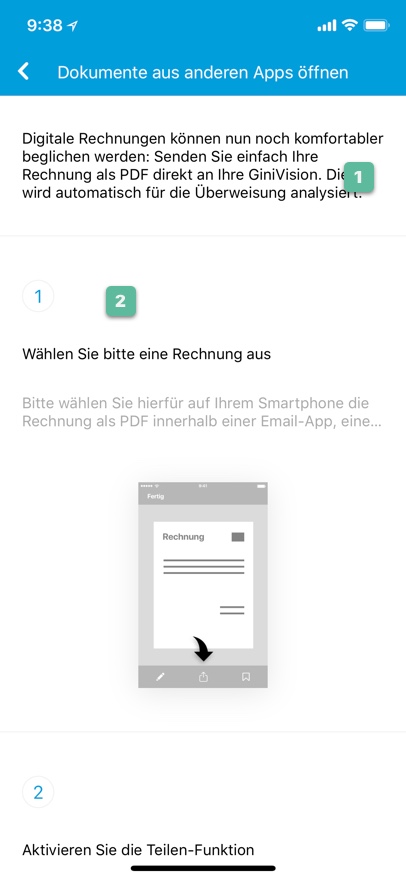 9:38
Dokumente aus anderen Apps öffnen
Digitale Rechnungen können nun noch komfortabler
beglichen werden: Senden Sie einfach Ihre
Rechnung als PDF direkt an Ihre GiniVision.
1
wird automatisch für die Überweisung analysiert.
1
2
Wählen Sie bitte eine Rechnung aus
Bitte wählen Sie hierfür auf Ihrem Smartphone die
Rechnung als PDF innerhalb einer Email-App, eine...
9:41
Fertig
Rechnung
2
Aktivieren Sie die Teilen-Funktion